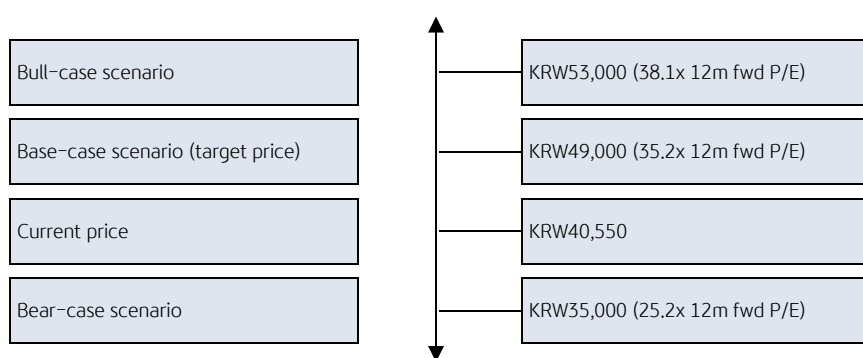 Bull-case scenario KRW53,000 (38.1x 12m fwd P/E)
Base-case scenario (target price) KRW49,000 (35.2x 12m fwd P/E)
Current price KRW40,550
Bear-case scenario KRW35,000 (25.2x 12m fwd P/E)